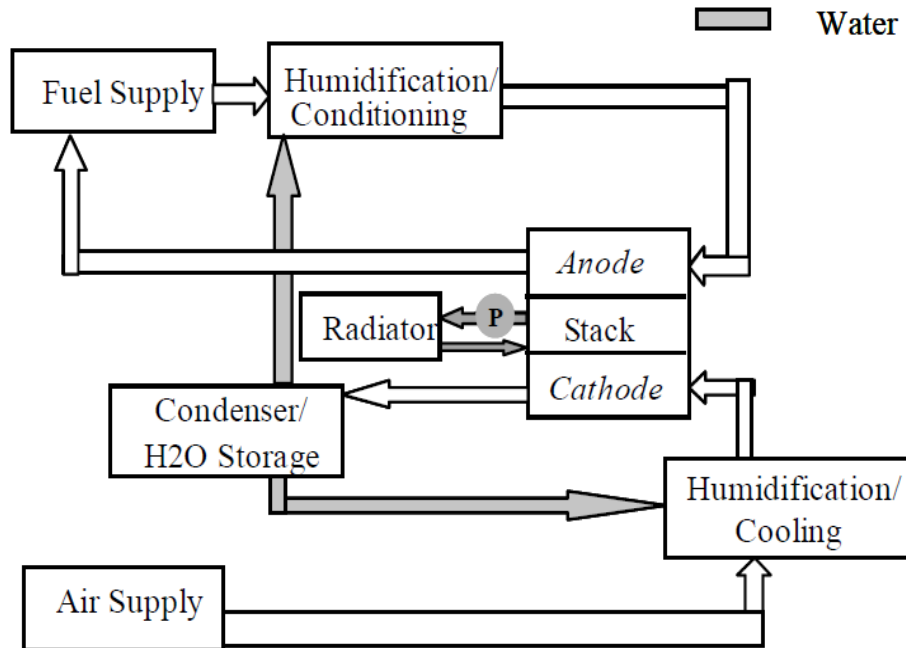 Water
Fuel Supply
Humidification/
Conditioning
Anode
P
Radiator
Stack
Cathode
Condenser/
H2O Storage
Humidification/
Cooling
Air Supply